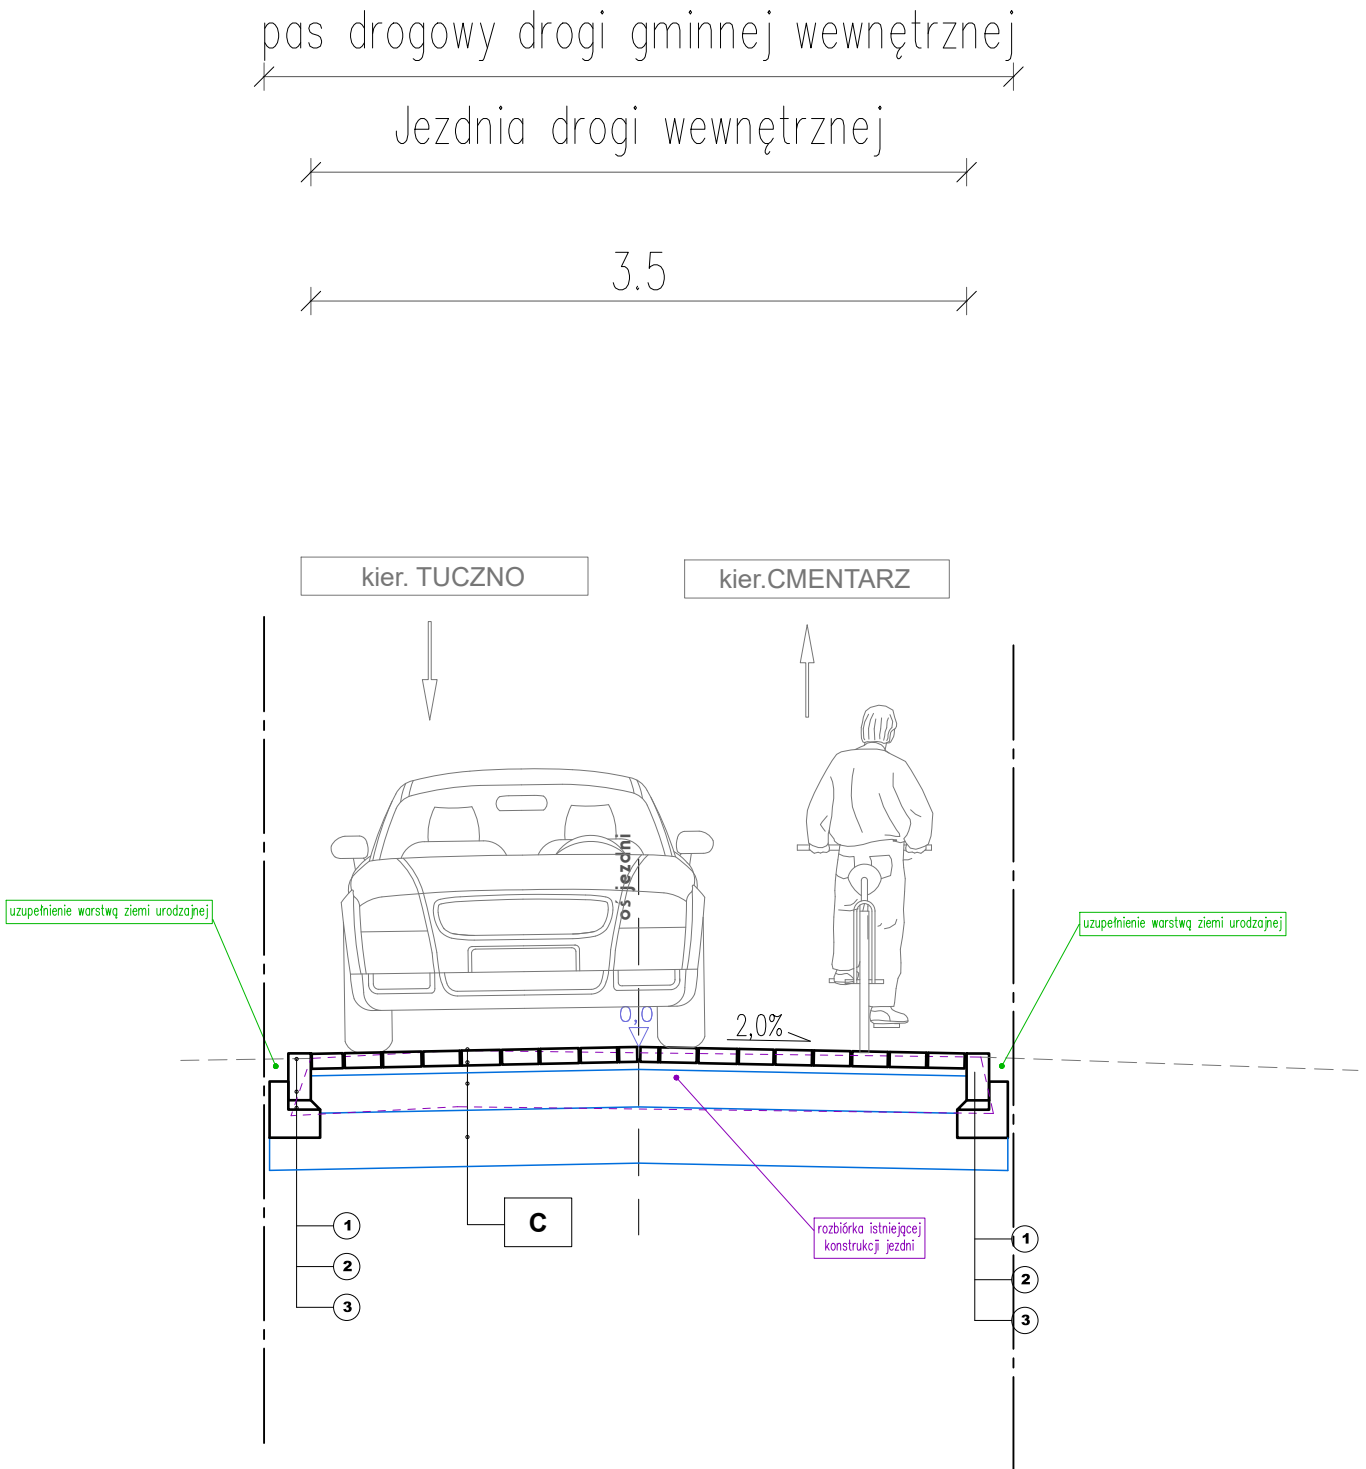 pas drogowy drogi gminnej wewnętrznej
Jezdnia drogi wewnętrznej
3.5
kier. TUCZNO
kier.CMENTARZ
oś jezdni
uzupełnienie warstwą ziemi urodzajnej
uzupełnienie warstwą ziemi urodzajnej
0,0
2,0%
C
rozbiórka istniejącej
konstrukcji jezdni
1
2
3
1
2
3